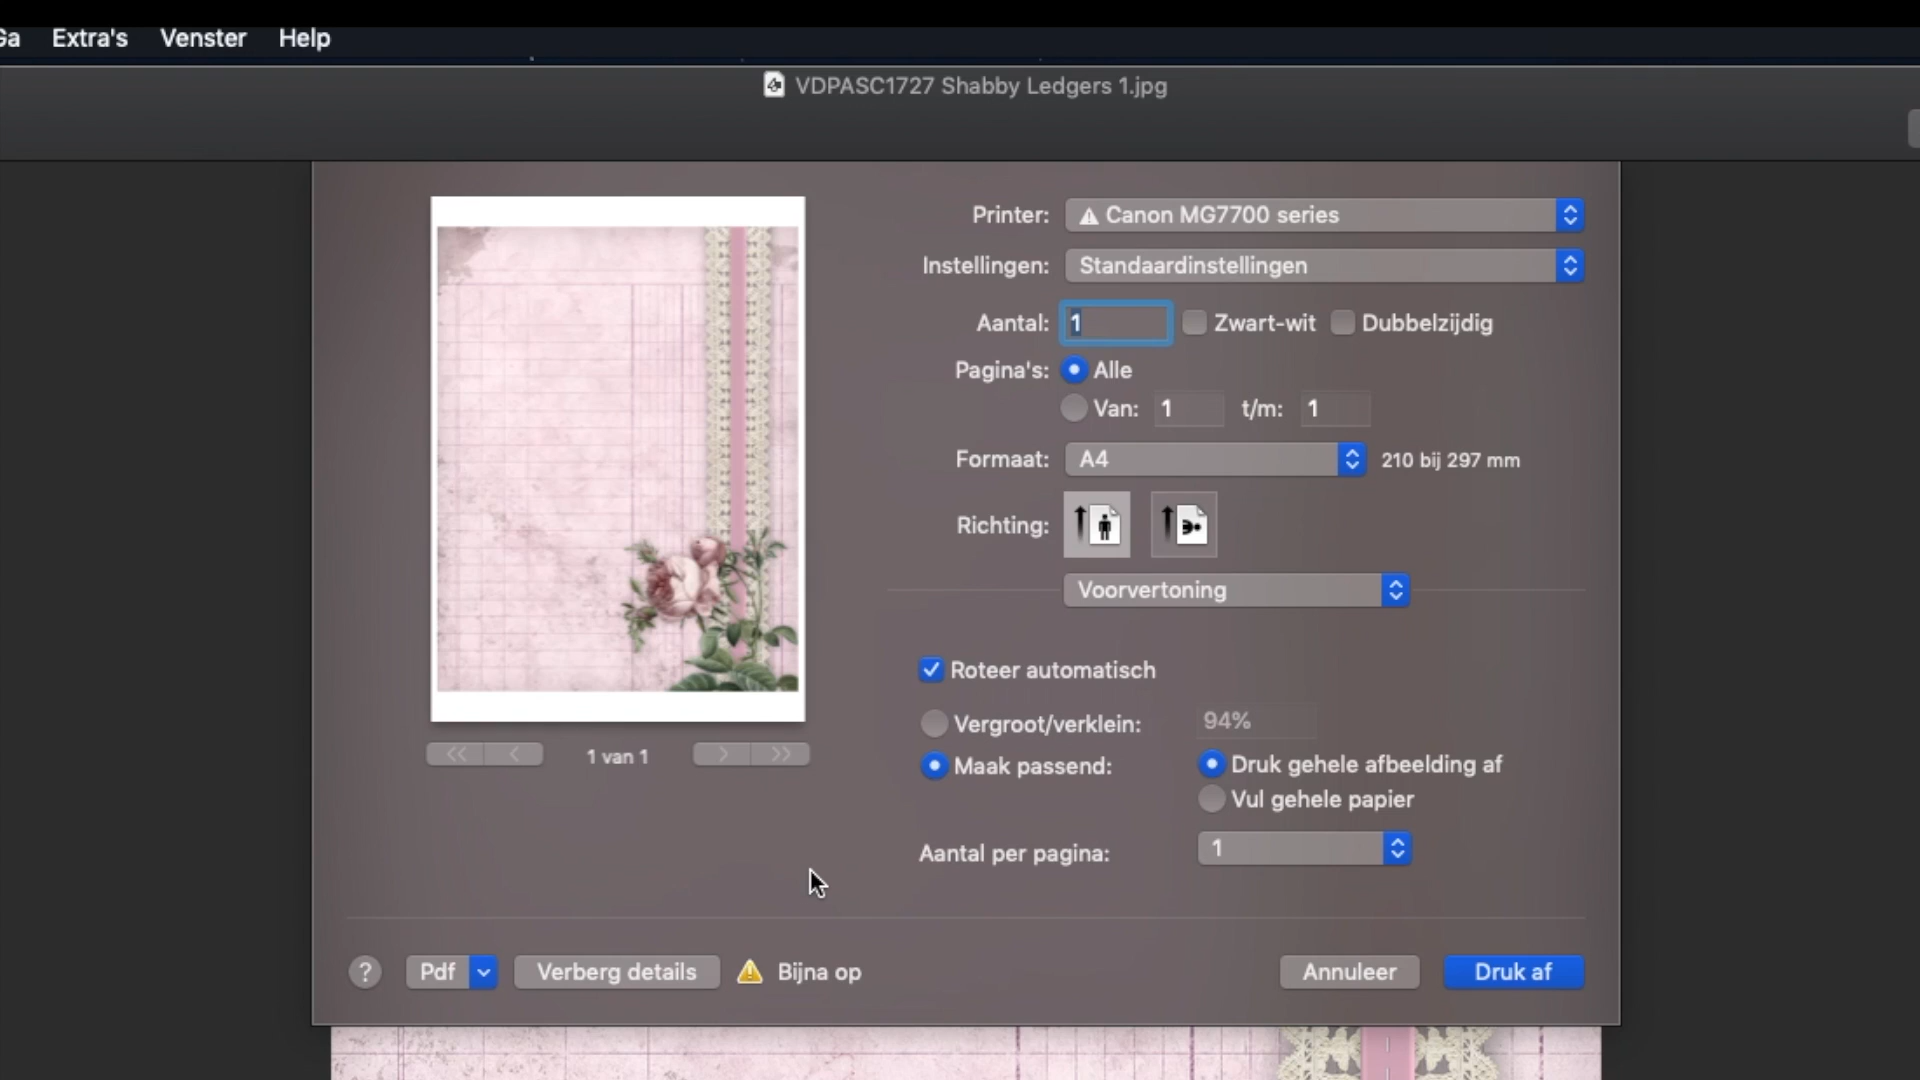 Ga Extra's Venster Help
VDPASC1727 Shabby Ledgers 1.jpg
Printer: Canon MG7700 series
Instellingen: Standaardinstellingen
Aantal: 1 Zwart-wit Dubbelzijdig
Pagina's: Alle
Van: 1 t/m: 1
Formaat: A4 210 bij 297 mm
Richting:
Voorvertoning
Roteer automatisch
Vergroot/verklein: 94%
Maak passend: Druk gehele afbeelding af
Vul gehele papier
1 van 1
Aantal per pagina: 1
? Pdf Verberg details Bijna op Annuleer Druk af